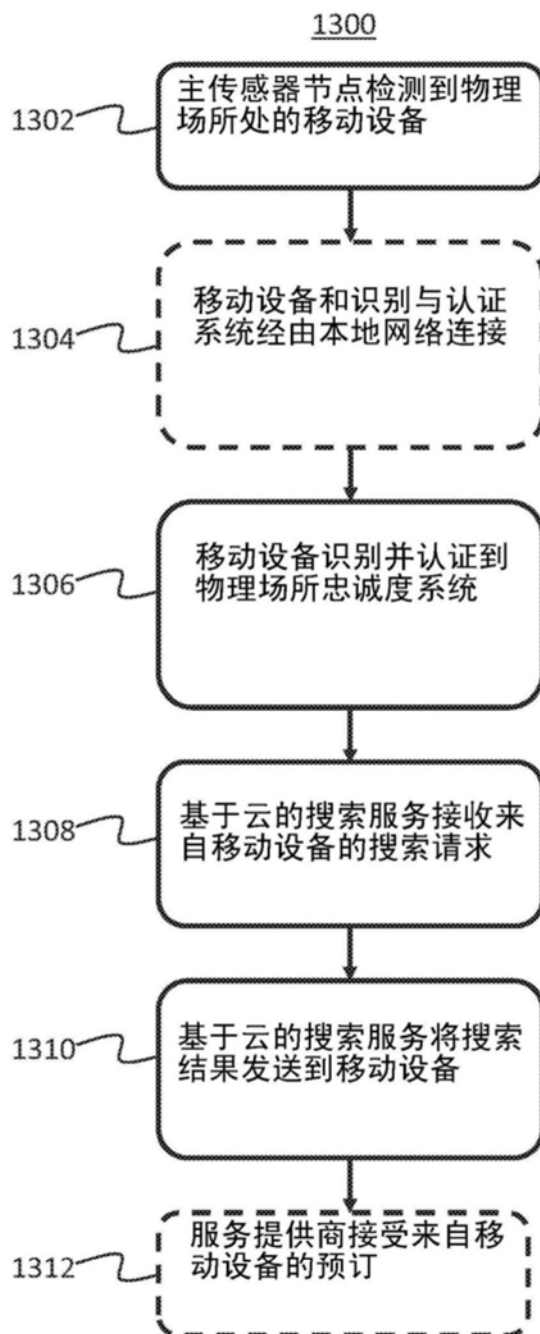 1300
1302
主传感器节点检测到物理
场所处的移动设备
1304
移动设备和识别与认证
系统经由本地网络连接
1306
移动设备识别并认证到
物理场所忠诚度系统
1308
基于云的搜索服务接收来
自移动设备的搜索请求
1310
基于云的搜索服务将搜索
结果发送到移动设备
1312
服务提供商接受来自移
动设备的预订